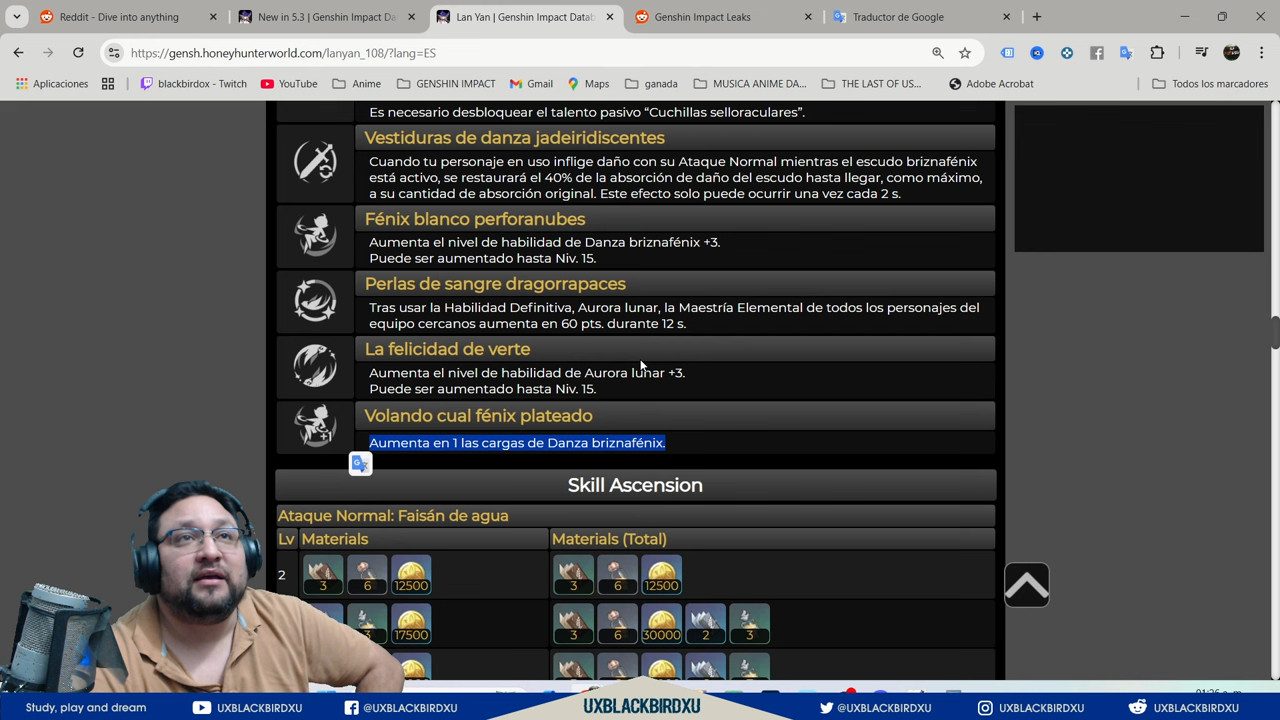 Reddit - Dive into anything
New in 5.3 | Genshin Impact Da
Lan Yan | Genshin Impact Datab
Genshin Impact Leaks
Traductor de Google
https://gensh.honeyhunterworld.com/lanyan_108/?lang=ES
Aplicaciones
blackbirdox - Twitch
YouTube
Anime
GENSHIN IMPACT
Gmail
Maps
ganada
MUSICA ANIME DA...
THE LAST OF US...
Adobe Acrobat
Todos los marcadores
Es necesario desbloquear el talento pasivo “Cuchillas selloraculares”.
Vestiduras de danza jadeiridiscentes
Cuando tu personaje en uso inflige daño con su Ataque Normal mientras el escudo briznafénix
está activo, se restaurará el 40% de la absorción de daño del escudo hasta llegar, como máximo,
a su cantidad de absorción original. Este efecto solo puede ocurrir una vez cada 2 s.
Fénix blanco perforanubes
Aumenta el nivel de habilidad de Danza briznafénix +3.
Puede ser aumentado hasta Niv. 15.
Perlas de sangre dragorrapaces
Tras usar la Habilidad Definitiva, Aurora lunar, la Maestría Elemental de todos los personajes del
equipo cercanos aumenta en 60 pts. durante 12 s.
La felicidad de verte
Aumenta el nivel de habilidad de Aurora lunar +3.
Puede ser aumentado hasta Niv. 15.
Volando cual fénix plateado
+1
Aumenta en 1 las cargas de Danza briznafénix.
Skill Ascension
Ataque Normal: Faisán de agua
Lv Materials Materials (Total)
2 3 6 12500 3 6 12500
3 17500 3 6 30000 2 3
Study, play and dream
UXBLACKBIRDXU
@UXBLACKBIRDXU
UXBLACKBIRDXU
@UXBLACKBIRDXU
UXBLACKBIRDXU
UXBLACKBIRDXU